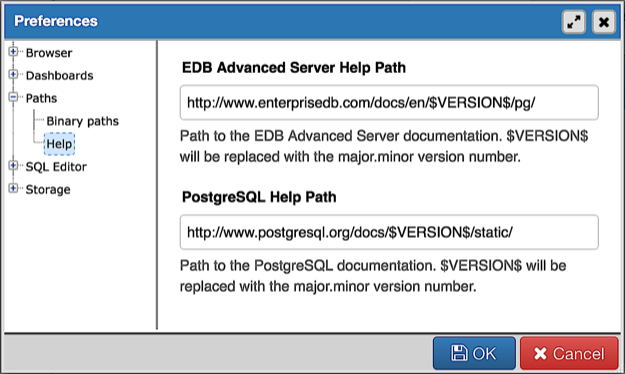 Preferences
Browser
Dashboards
Paths
Binary paths
Help
SQL Editor
Storage
EDB Advanced Server Help Path
http://www.enterprisedb.com/docs/en/$VERSION$/pg/
Path to the EDB Advanced Server documentation. $VERSION$
will be replaced with the major.minor version number.
PostgreSQL Help Path
http://www.postgresql.org/docs/$VERSION$/static/
Path to the PostgreSQL documentation. $VERSION$ will be
replaced with the major.minor version number.
OK
Cancel